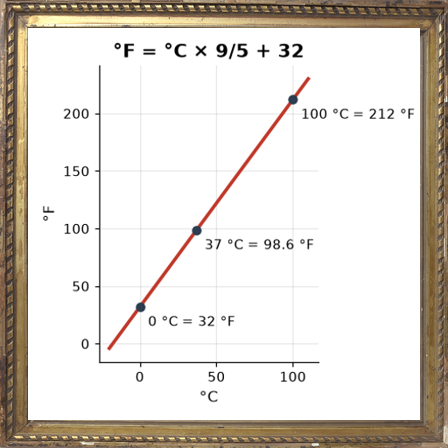 °F = °C × 9/5 + 32
200
150
100
50
0
°F
100 °C = 212 °F
37 °C = 98.6 °F
0 °C = 32 °F
0
50
100
°C